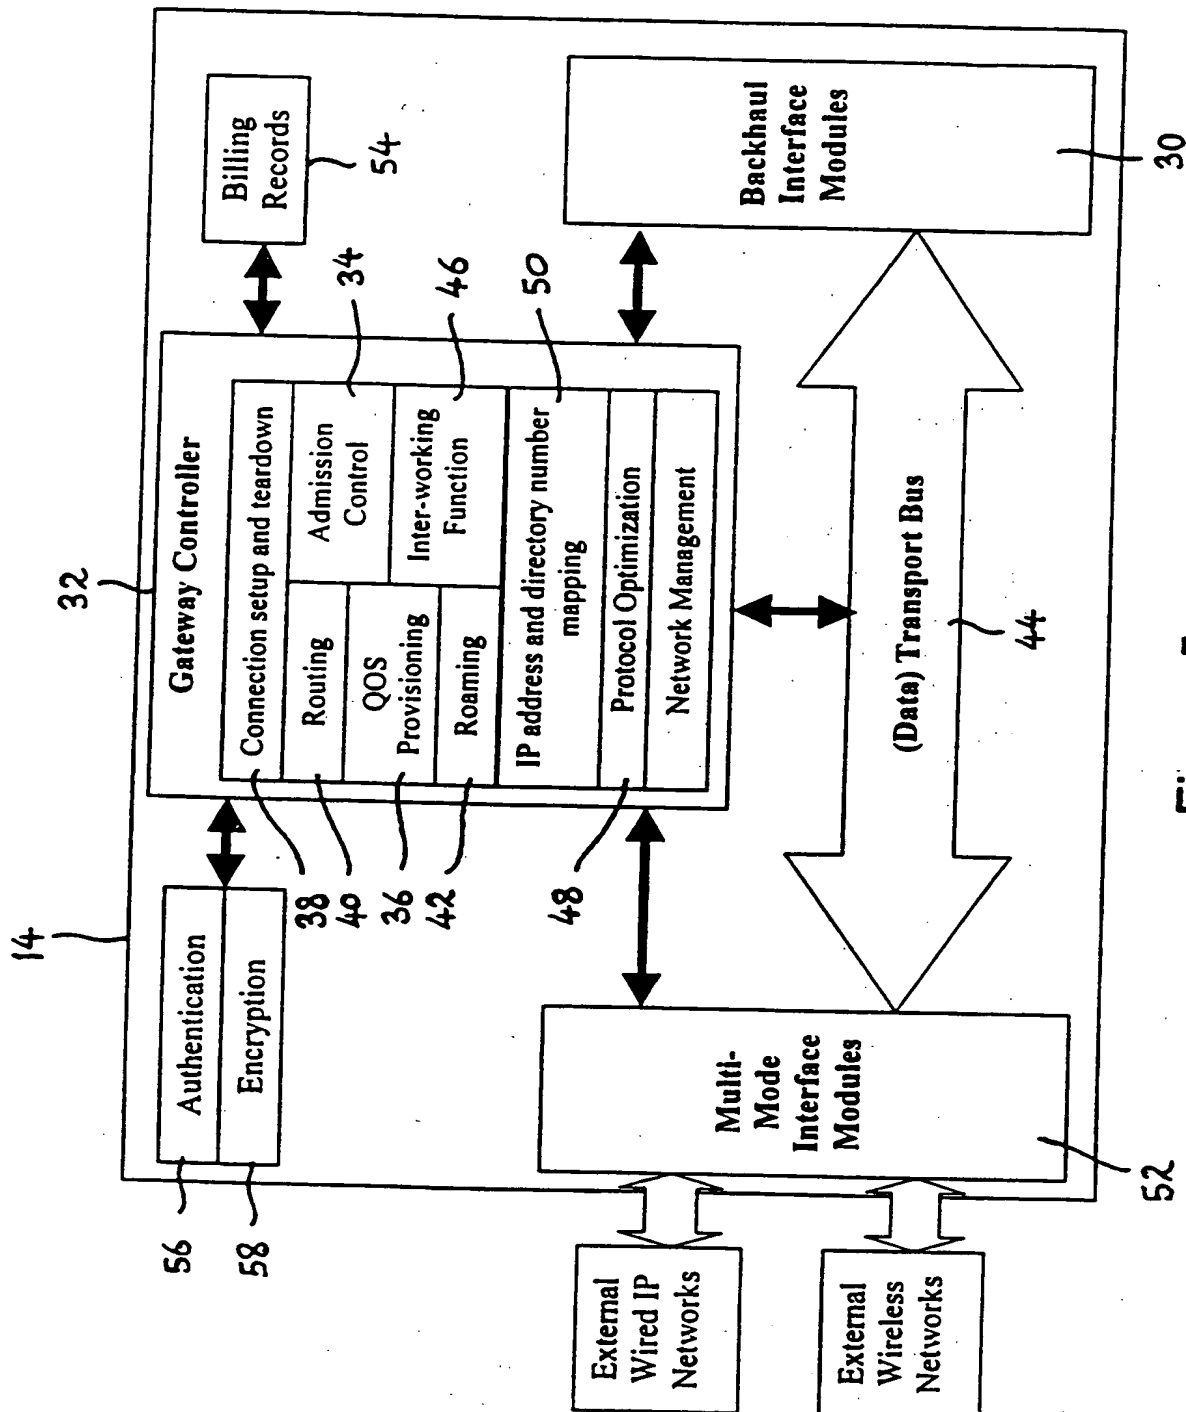 14
32
Gateway Controller
Connection setup and teardown
Routing
Admission
Control
QOS
Provisioning
Inter-working
Function
Roaming
IP address and directory number
mapping
Protocol Optimization
Network Management
38
40
36
42
48
34
46
50
Authentication
Encryption
56
58
Billing
Records
54
Multi-
Mode
Interface
Modules
52
(Data) Transport Bus
44
Backhaul
Interface
Modules
30
External
Wired IP
Networks
External
Wireless
Networks